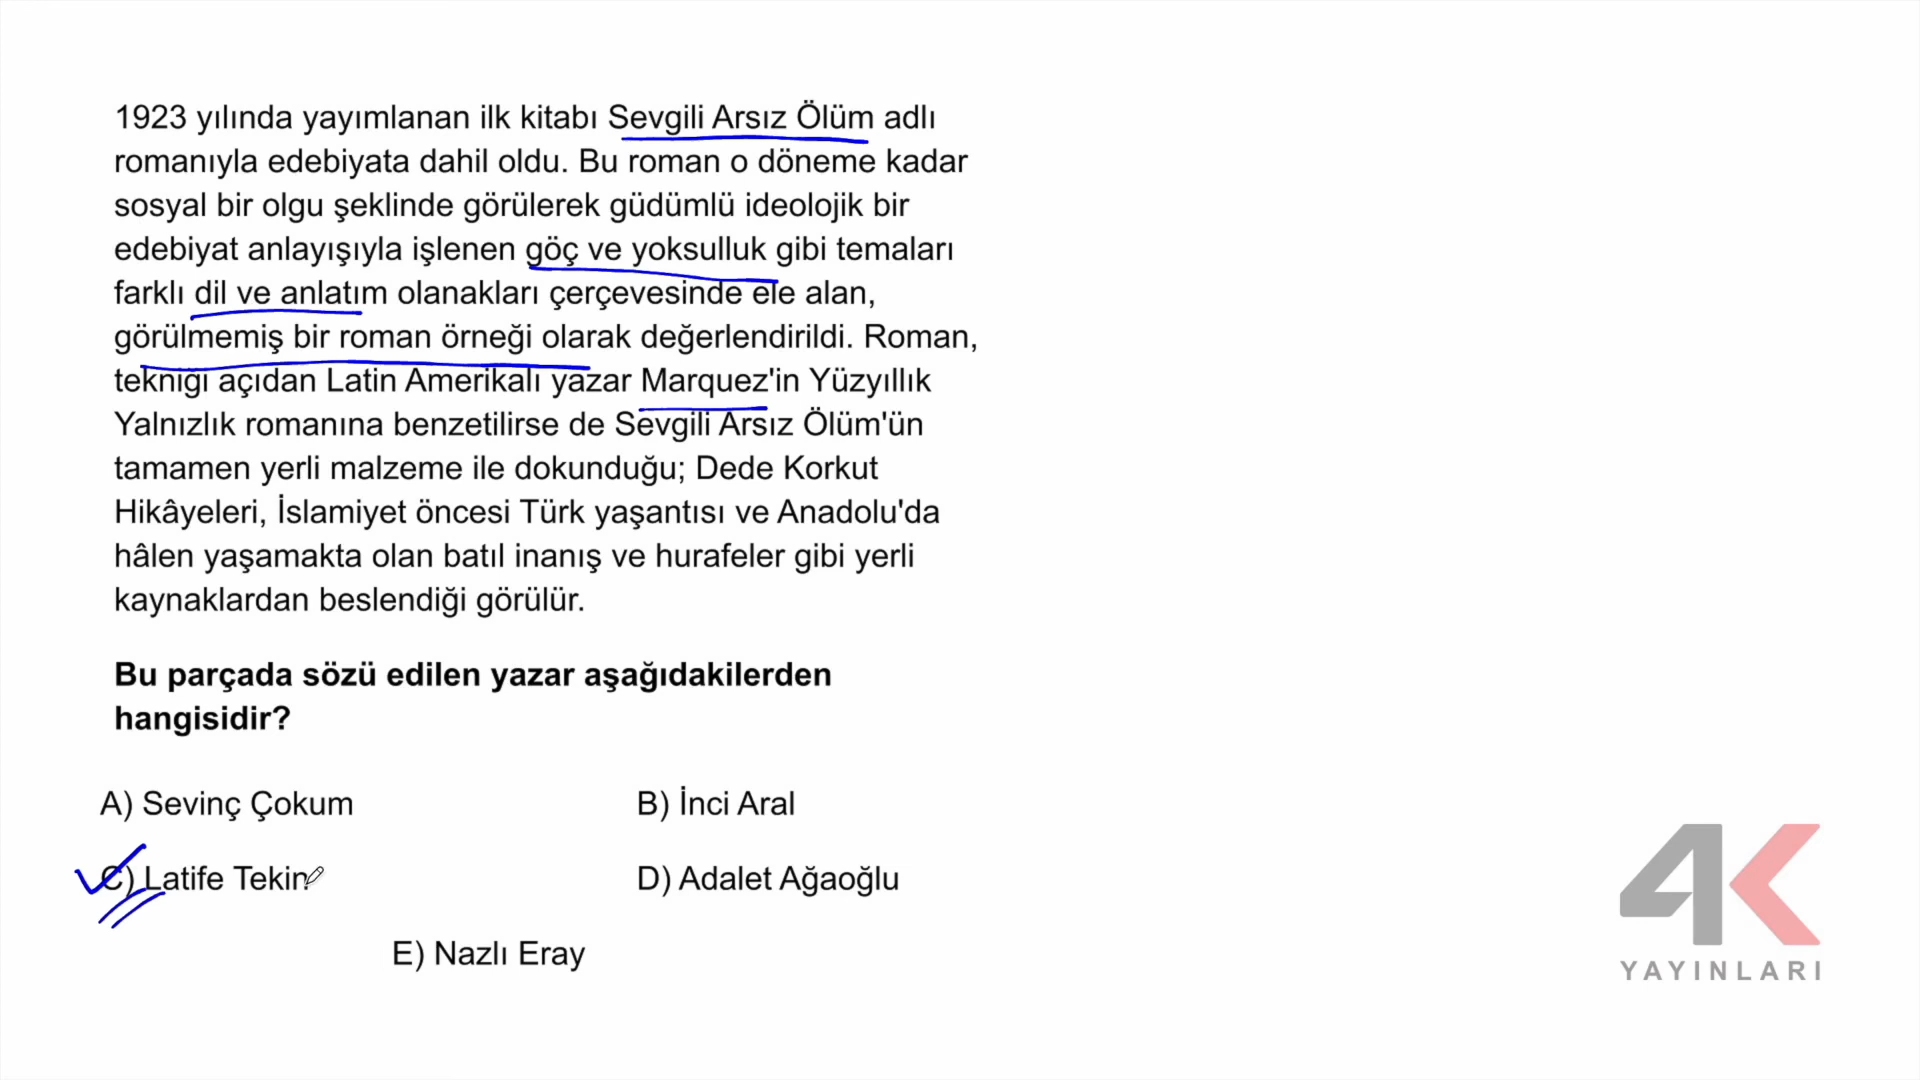 1923 yılında yayımlanan ilk kitabı Sevgili Arsız Ölüm adlı
romanıyla edebiyata dahil oldu. Bu roman o döneme kadar
sosyal bir olgu şeklinde görülerek güdümlü ideolojik bir
edebiyat anlayışıyla işlenen göç ve yoksulluk gibi temaları
farklı dil ve anlatım olanakları çerçevesinde ele alan,
görülmemiş bir roman örneği olarak değerlendirildi. Roman,
tekniği açıdan Latin Amerikalı yazar Marquez'in Yüzyıllık
Yalnızlık romanına benzetilirse de Sevgili Arsız Ölüm'ün
tamamen yerli malzeme ile dokunduğu; Dede Korkut
Hikâyeleri, İslamiyet öncesi Türk yaşantısı ve Anadolu'da
hâlen yaşamakta olan batıl inanış ve hurafeler gibi yerli
kaynaklardan beslendiği görülür.
Bu parçada sözü edilen yazar aşağıdakilerden
hangisidir?
A) Sevinç Çokum
B) İnci Aral
C) Latife Tekin
D) Adalet Ağaoğlu
E) Nazlı Eray
4K
YAYINLARI